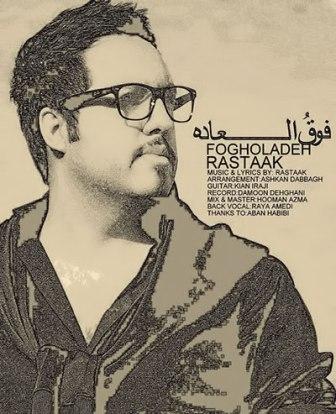 فوقُ العاده
FOGHOLADEH
RASTAAK
MUSIC & LYRICS BY: RASTAAK
ARRANGEMENT:ASHKAN DABBAGH
GUITAR:KIAN IRAJI
RECORD:DAMOON DEHGHANI
MIX & MASTER:HOOMAN AZMA
BACK VOCAL:RAYA AMEDI
THANKS TO:ABAN HABIBI